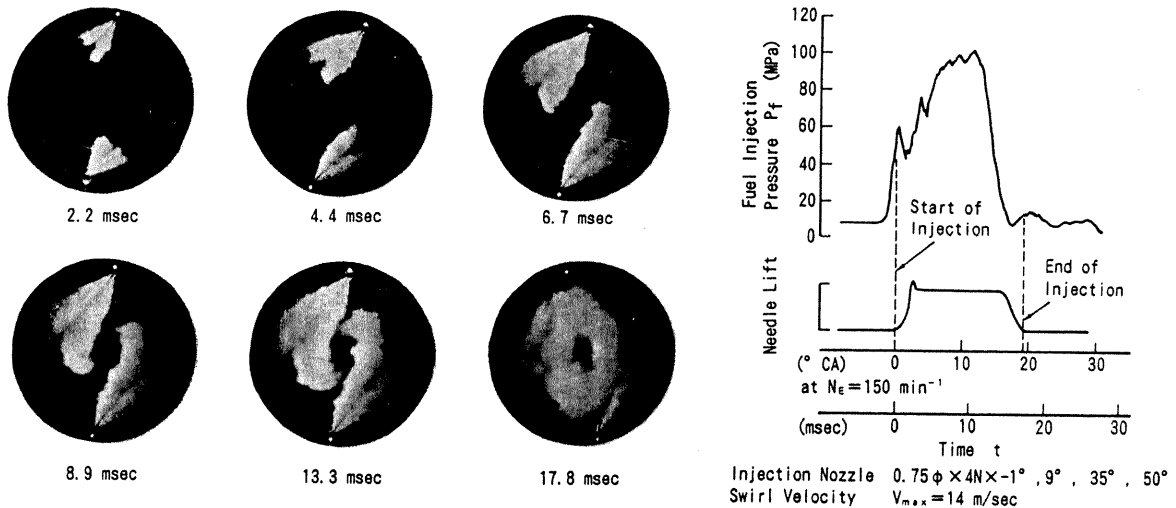 2.2 msec
4.4 msec
6.7 msec
8.9 msec
13.3 msec
17.8 msec
Fuel Injection
Pressure Pf (MPa)
120
100
80
60
40
20
0
Start of
Injection
End of
Injection
Needle Lift
(° CA)
0
10
20
30
at NE=150 min⁻¹
(msec)
0
10
20
30
Time t
Injection Nozzle 0.75φ×4N×-1° ,9° , 35° , 50°
Swirl Velocity Vmax=14 m/sec